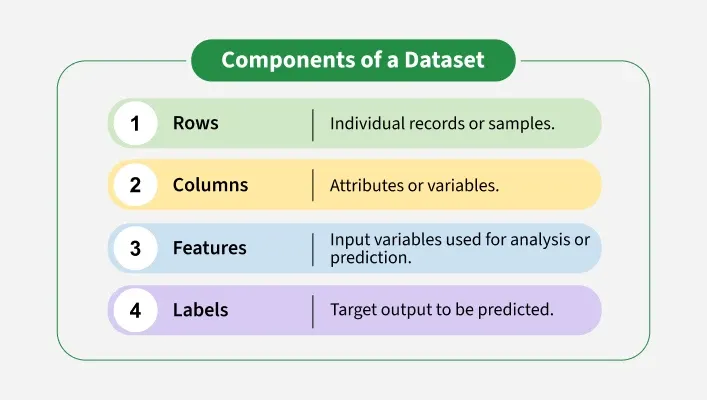 Components of a Dataset
1 Rows Individual records or samples.
2 Columns Attributes or variables.
3 Features Input variables used for analysis or
prediction.
4 Labels Target output to be predicted.